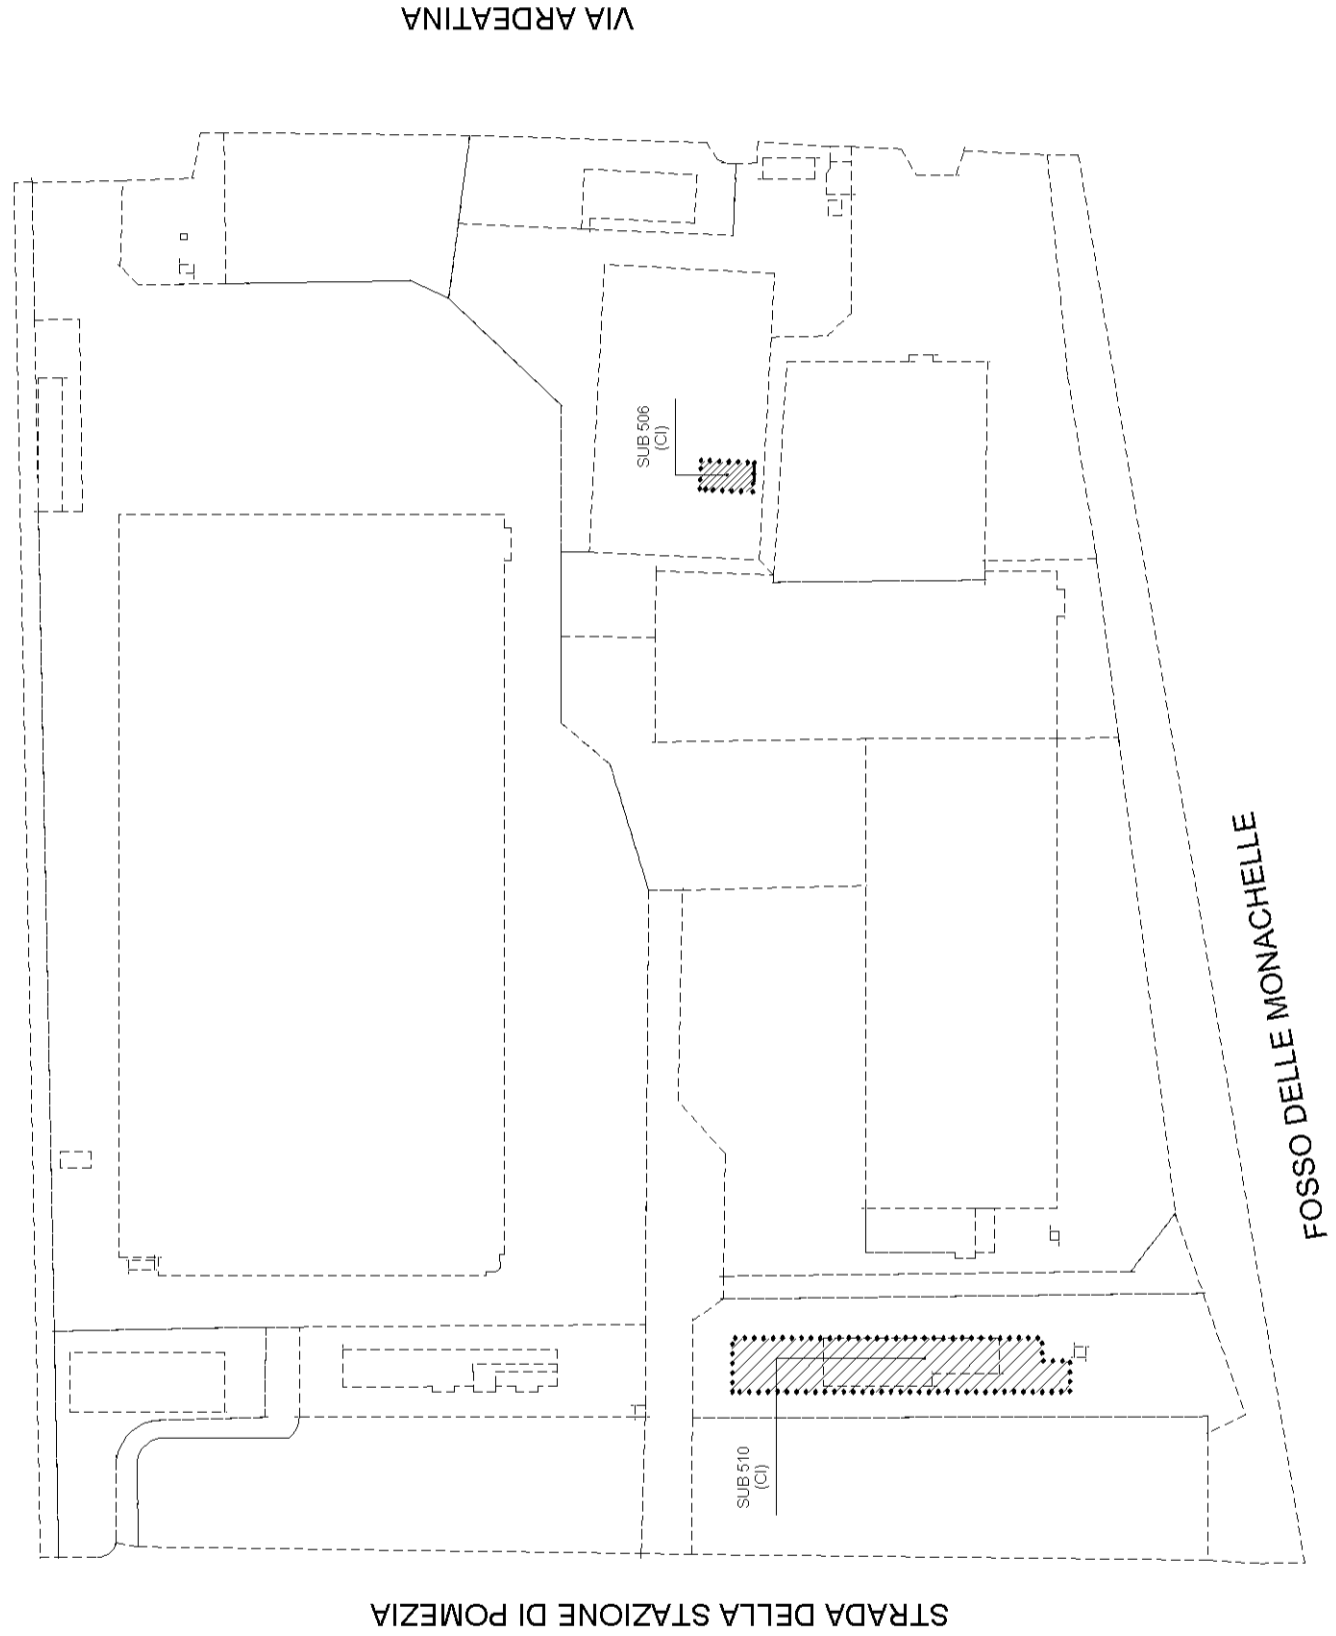 VIA ARDEATINA
SUB 506
(CI)
FOSSO DELLE MONACHELLE
SUB 510
(CI)
STRADA DELLA STAZIONE DI POMEZIA